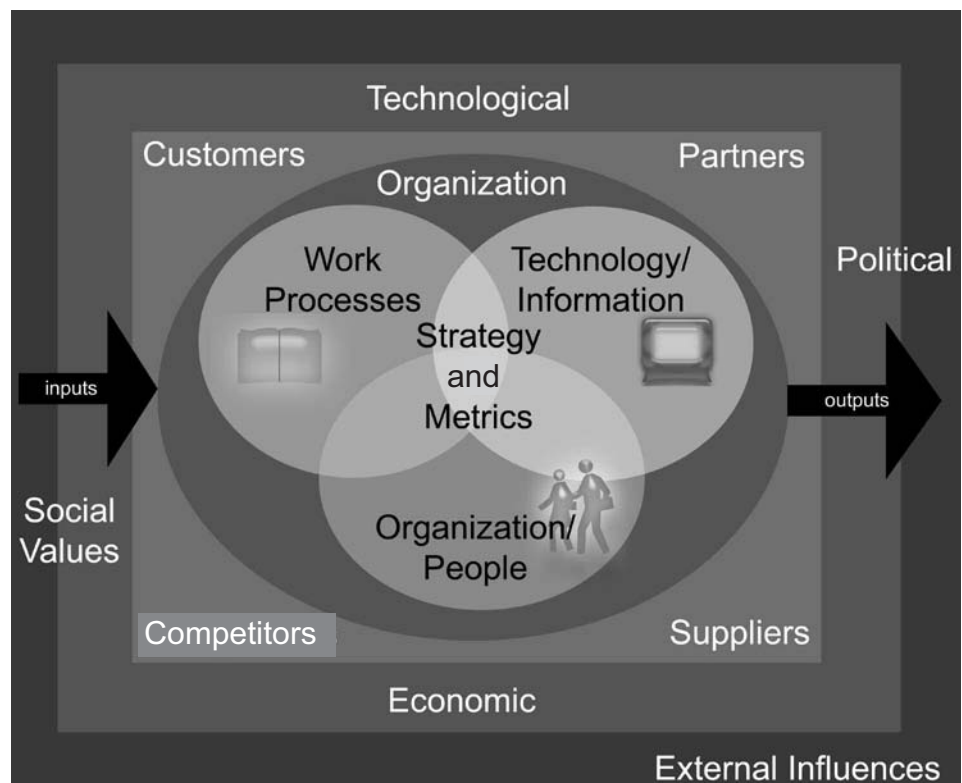 Technological
Customers
Partners
Organization
Work
Processes
Technology/
Information
Political
Strategy
and
Metrics
inputs
outputs
Social
Values
Organization/
People
Competitors
Suppliers
Economic
External Influences